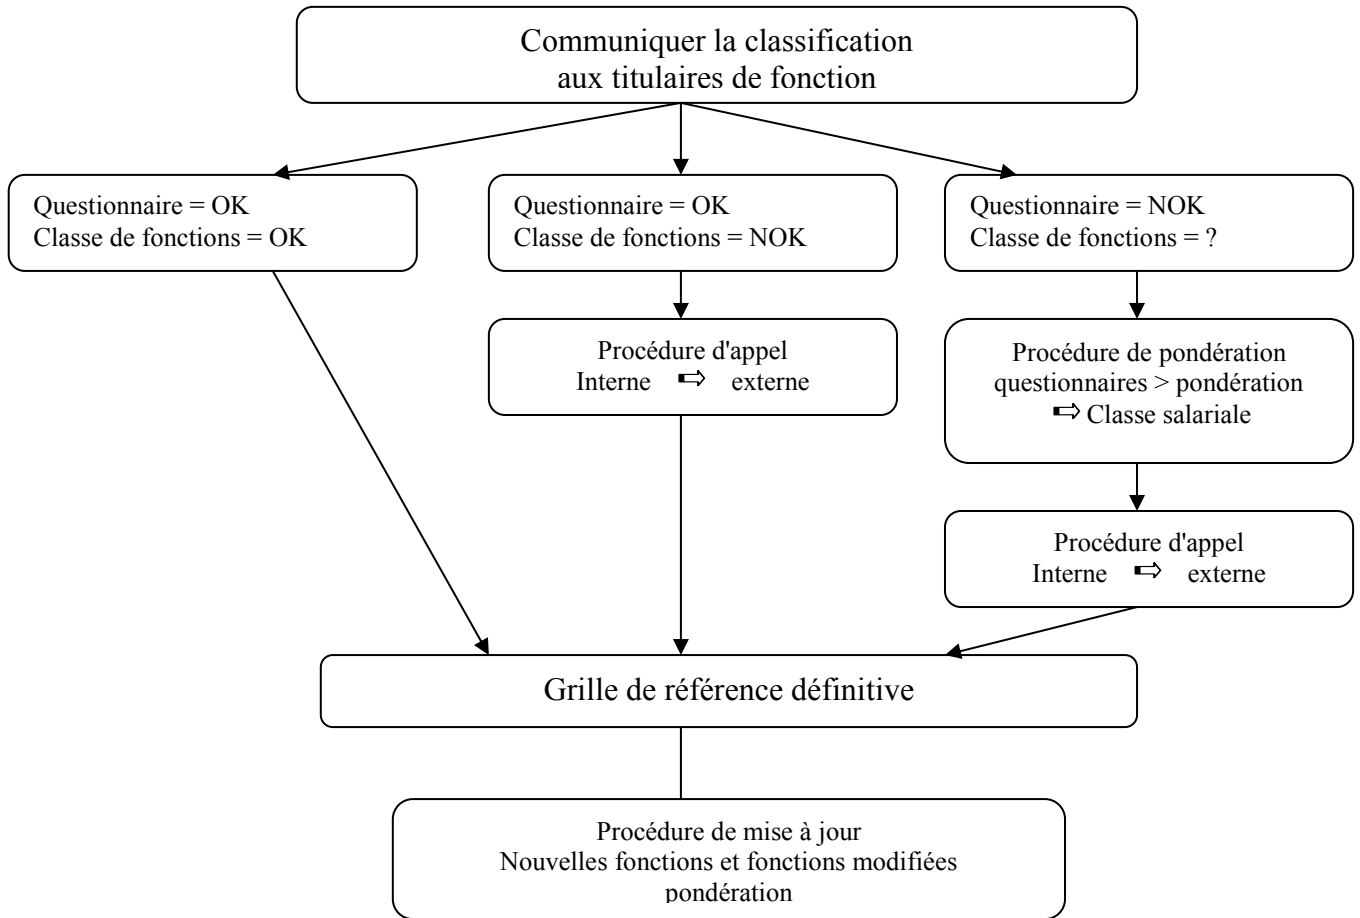 Communiquer la classification
aux titulaires de fonction
Questionnaire = OK
Classe de fonctions = OK
Questionnaire = OK
Classe de fonctions = NOK
Questionnaire = NOK
Classe de fonctions = ?
Procédure d'appel
Interne ⇨ externe
Procédure de pondération
questionnaires > pondération
⇨ Classe salariale
Procédure d'appel
Interne ⇨ externe
Grille de référence définitive
Procédure de mise à jour
Nouvelles fonctions et fonctions modifiées
pondération